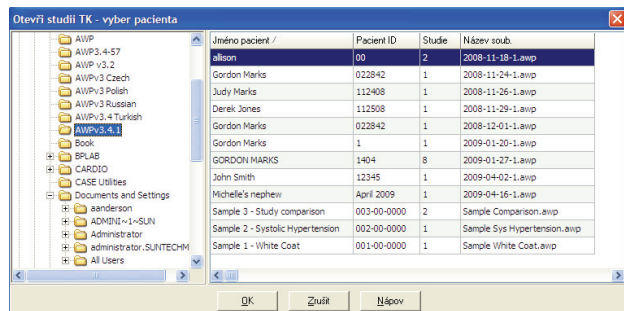 Otevři studii TK - vyber pacienta
AWP
AWP3.4-57
AWP v3.2
AWPv3 Czech
AWPv3 Polish
AWPv3 Russian
AWPv3.4 Turkish
AWPv3.4.1
Book
BPLAB
CARDIO
CASE Utilities
Documents and Settings
aanderson
ADMINI~1~SUN
Administrator
administrator.SUNTECHM
All Users
Jméno pacient / Pacient ID Studie Název soub.
allison 00 2 2008-11-18-1.awp
Gordon Marks 022842 1 2008-11-24-1.awp
Judy Marks 112408 1 2008-11-26-1.awp
Derek Jones 112508 1 2008-11-29-1.awp
Gordon Marks 022842 1 2008-12-01-1.awp
Gordon Marks 1 1 2009-01-20-1.awp
GORDON MARKS 1404 8 2009-01-27-1.awp
John Smith 12345 1 2009-04-02-1.awp
Michelle's nephew April 2009 1 2009-04-16-1.awp
Sample 3 - Study comparison 003-00-0000 2 Sample Comparison.awp
Sample 2 - Systolic Hypertension 002-00-0000 1 Sample Sys Hypertension.awp
Sample 1 - White Coat 001-00-0000 1 Sample White Coat.awp
OK Zrušit Nápov